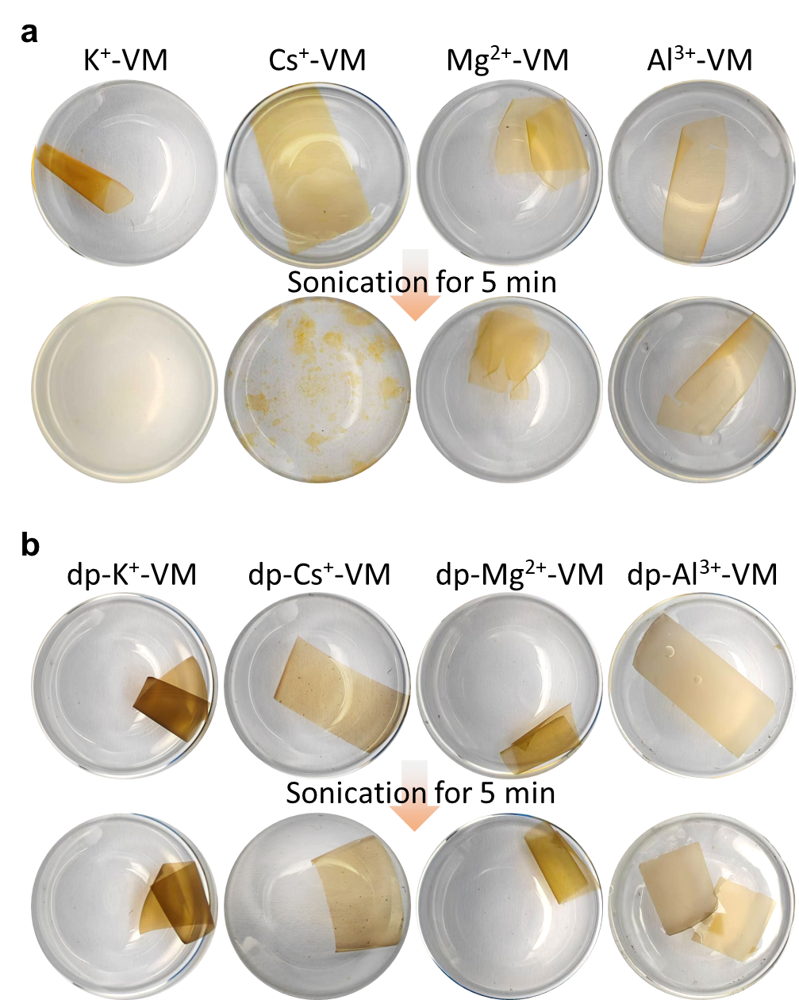 a
K⁺-VM Cs⁺-VM Mg²⁺-VM Al³⁺-VM
Sonication for 5 min
b
dp-K⁺-VM dp-Cs⁺-VM dp-Mg²⁺-VM dp-Al³⁺-VM
Sonication for 5 min